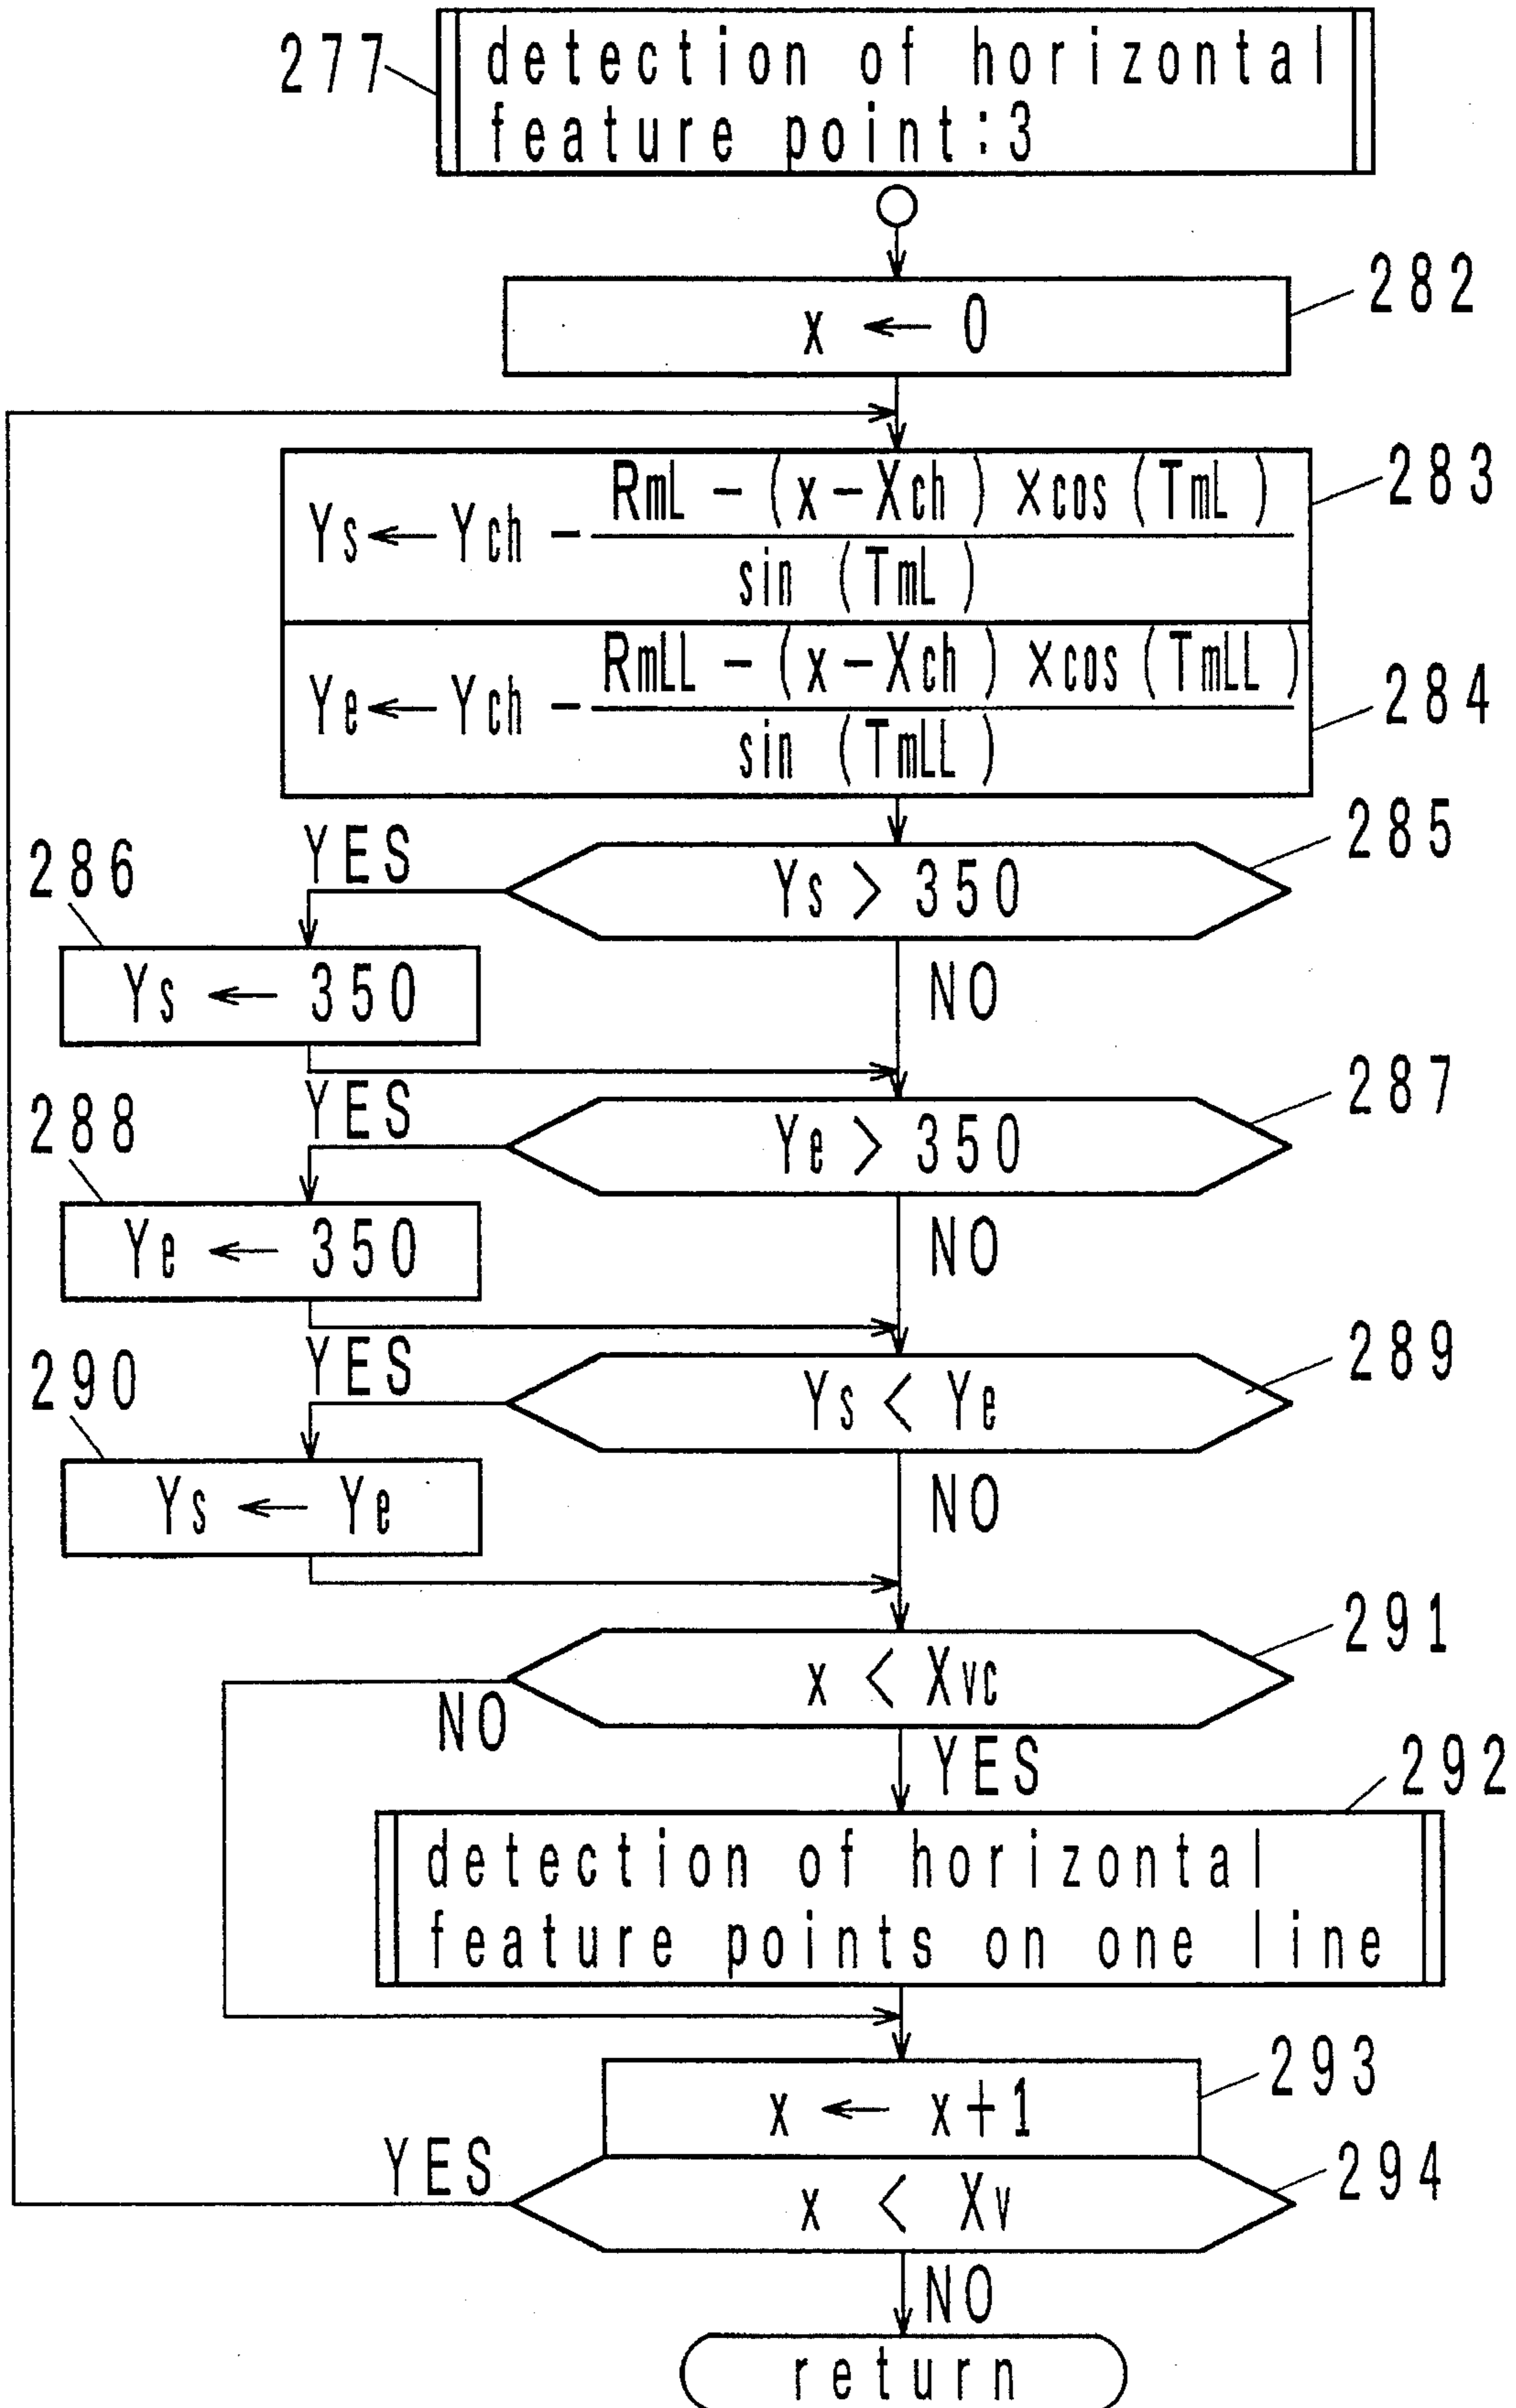 277
detection of horizontal
feature point:3
282
x ← 0
283
Ys ← Ych − RmL − (x − Xch) × cos (TmL)
sin (TmL)
284
Ye ← Ych − RmLL − (x − Xch) × cos (TmLL)
sin (TmLL)
285
Ys > 350
YES
286
Ys ← 350
NO
287
Ye > 350
YES
288
Ye ← 350
NO
289
Ys < Ye
YES
290
Ys ← Ye
NO
291
x < Xvc
NO
YES
292
detection of horizontal
feature points on one line
293
x ← x+1
294
YES
x < Xv
NO
return